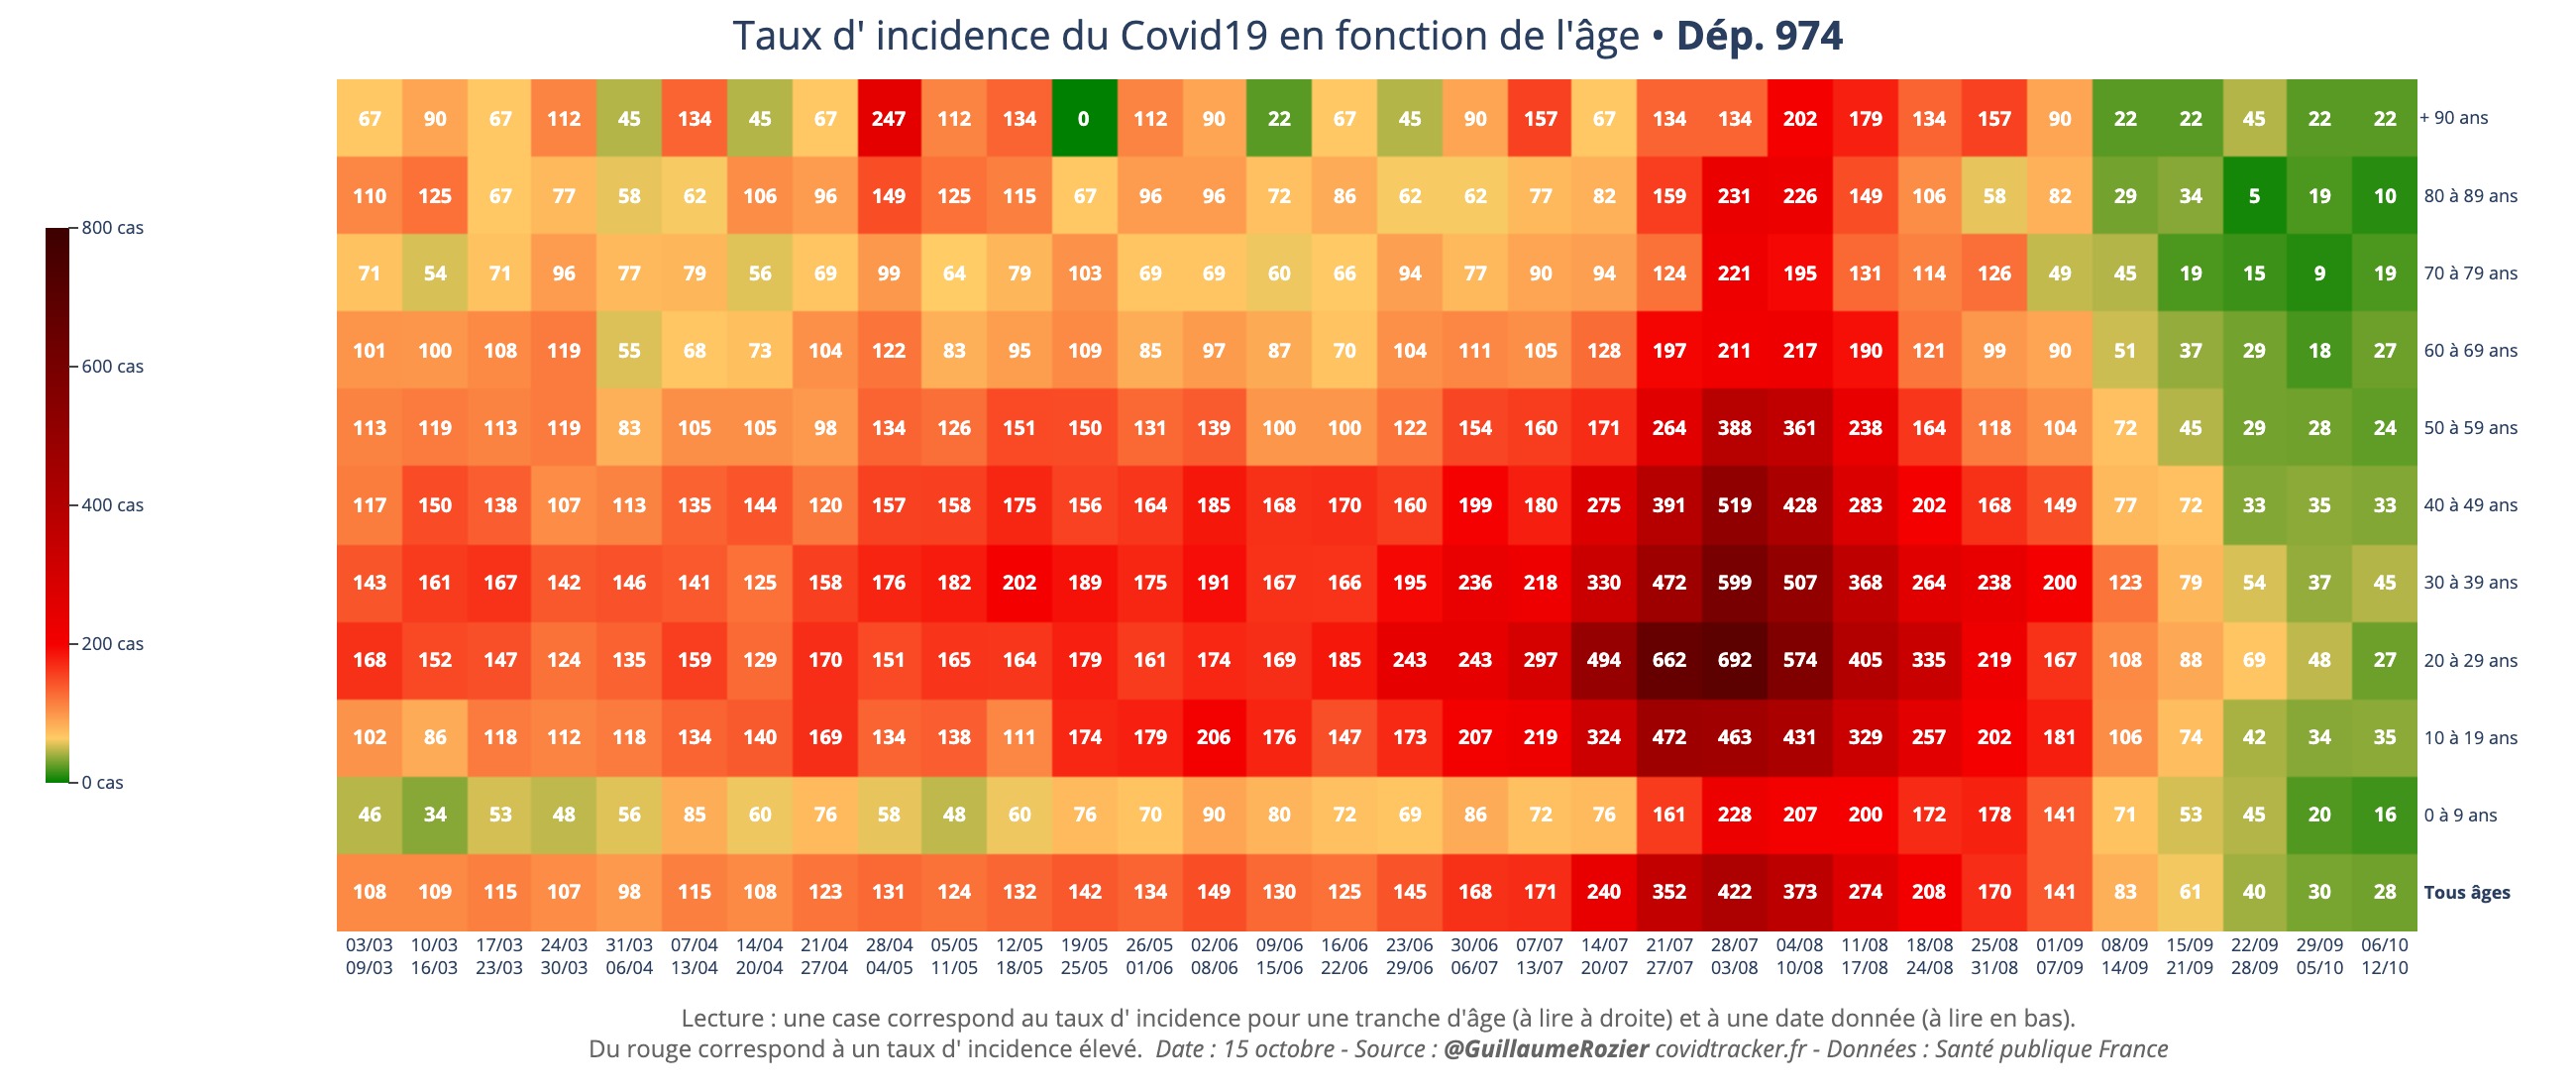 Taux d' incidence du Covid19 en fonction de l'âge • Dép. 974
800 cas
600 cas
400 cas
200 cas
0 cas
67 90 67 112 45 134 45 67 247 112 134 0 112 90 22 67 45 90 157 67 134 134 202 179 134 157 90 22 22 45 22 22 + 90 ans
110 125 67 77 58 62 106 96 149 125 115 67 96 96 72 86 62 62 77 82 159 231 226 149 106 58 82 29 34 5 19 10 80 à 89 ans
71 54 71 96 77 79 56 69 99 64 79 103 69 69 60 66 94 77 90 94 124 221 195 131 114 126 49 45 19 15 9 19 70 à 79 ans
101 100 108 119 55 68 73 104 122 83 95 109 85 97 87 70 104 111 105 128 197 211 217 190 121 99 90 51 37 29 18 27 60 à 69 ans
113 119 113 119 83 105 105 98 134 126 151 150 131 139 100 100 122 154 160 171 264 388 361 238 164 118 104 72 45 29 28 24 50 à 59 ans
117 150 138 107 113 135 144 120 157 158 175 156 164 185 168 170 160 199 180 275 391 519 428 283 202 168 149 77 72 33 35 33 40 à 49 ans
143 161 167 142 146 141 125 158 176 182 202 189 175 191 167 166 195 236 218 330 472 599 507 368 264 238 200 123 79 54 37 45 30 à 39 ans
168 152 147 124 135 159 129 170 151 165 164 179 161 174 169 185 243 243 297 494 662 692 574 405 335 219 167 108 88 69 48 27 20 à 29 ans
102 86 118 112 118 134 140 169 134 138 111 174 179 206 176 147 173 207 219 324 472 463 431 329 257 202 181 106 74 42 34 35 10 à 19 ans
46 34 53 48 56 85 60 76 58 48 60 76 70 90 80 72 69 86 72 76 161 228 207 200 172 178 141 71 53 45 20 16 0 à 9 ans
108 109 115 107 98 115 108 123 131 124 132 142 134 149 130 125 145 168 171 240 352 422 373 274 208 170 141 83 61 40 30 28 Tous âges
03/03 10/03 17/03 24/03 31/03 07/04 14/04 21/04 28/04 05/05 12/05 19/05 26/05 02/06 09/06 16/06 23/06 30/06 07/07 14/07 21/07 28/07 04/08 11/08 18/08 25/08 01/09 08/09 15/09 22/09 29/09 06/10
09/03 16/03 23/03 30/03 06/04 13/04 20/04 27/04 04/05 11/05 18/05 25/05 01/06 08/06 15/06 22/06 29/06 06/07 13/07 20/07 27/07 03/08 10/08 17/08 24/08 31/08 07/09 14/09 21/09 28/09 05/10 12/10
Lecture : une case correspond au taux d' incidence pour une tranche d'âge (à lire à droite) et à une date donnée (à lire en bas).
Du rouge correspond à un taux d' incidence élevé. Date : 15 octobre - Source : @GuillaumeRozier covidtracker.fr - Données : Santé publique France